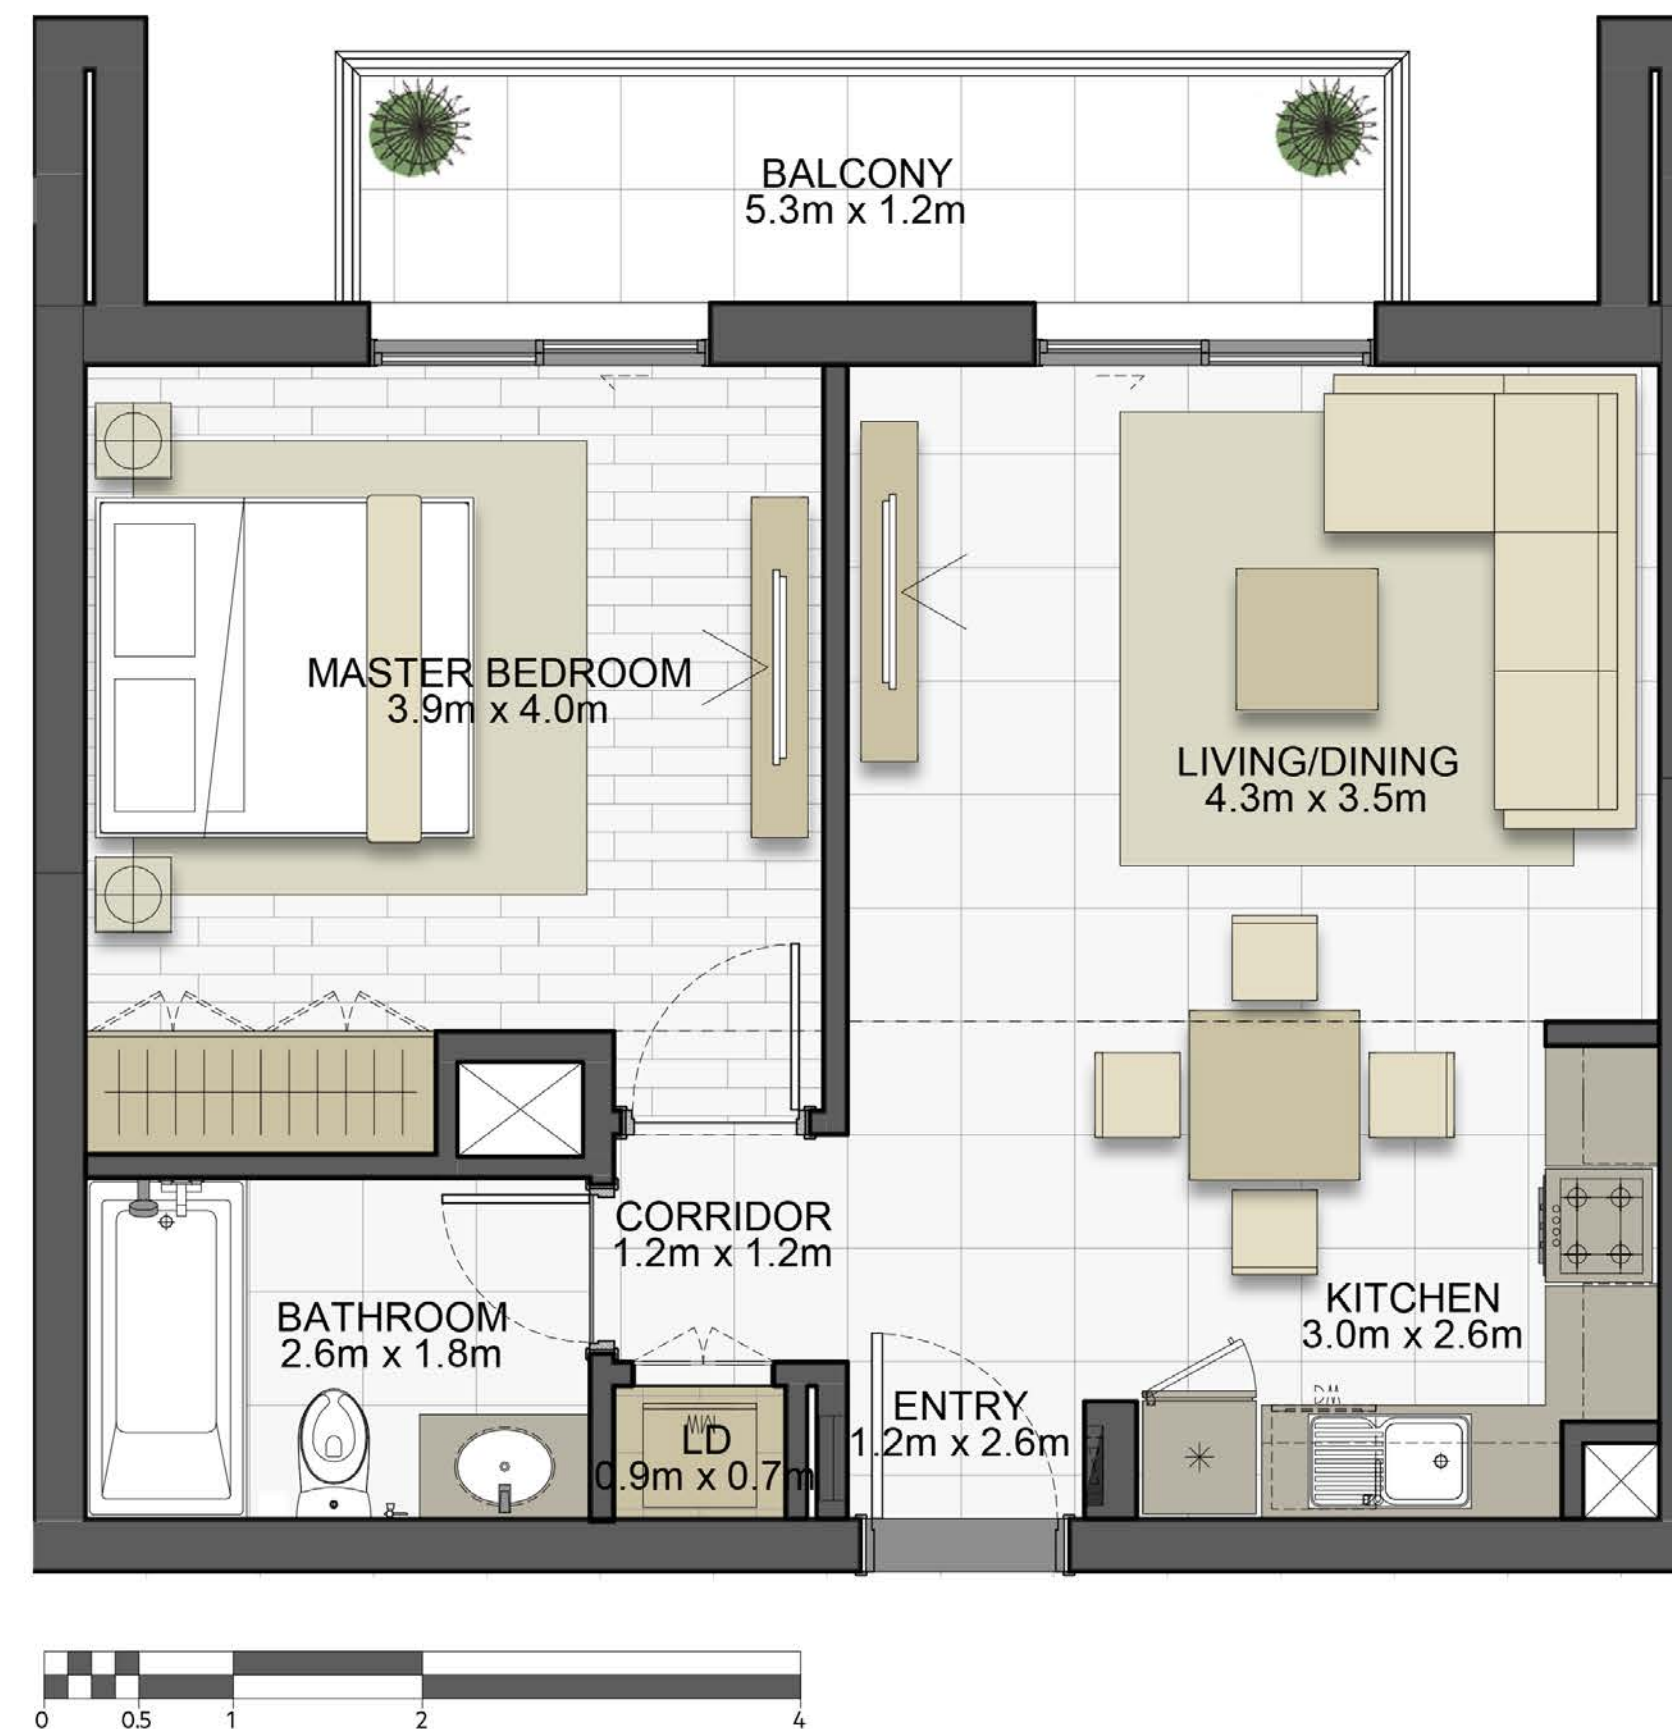 BALCONY
5.3m x 1.2m
MASTER BEDROOM
3.9m x 4.0m
LIVING/DINING
4.3m x 3.5m
CORRIDOR
1.2m x 1.2m
BATHROOM
2.6m x 1.8m
KITCHEN
3.0m x 2.6m
ENTRY
1.2m x 2.6m
DW
LD
0.9m x 0.7m
0 0.5 1 2 4